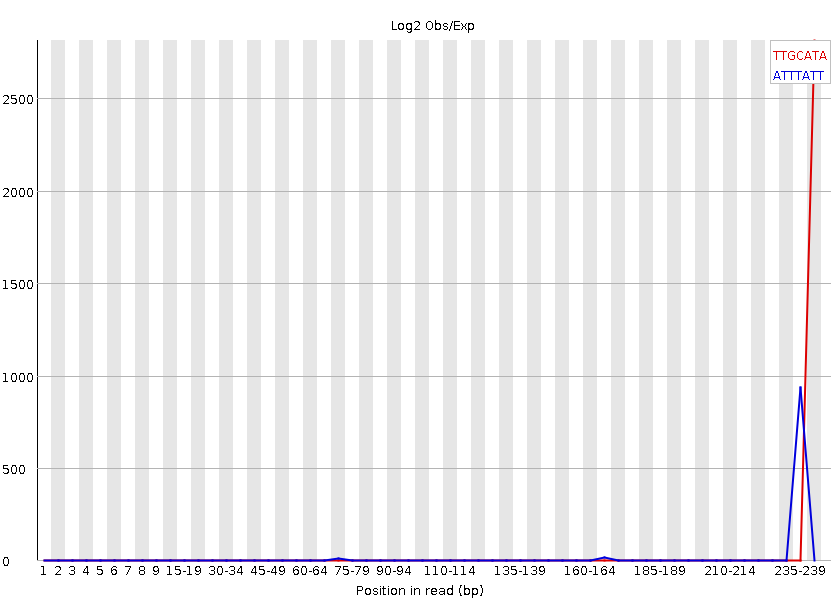 Log2 Obs/Exp
TTGCATA
ATTTATT
2500
2000
1500
1000
500
0
1 2 3 4 5 6 7 8 9 15-19 30-34 45-49 60-64 75-79 90-94 110-114 135-139 160-164 185-189 210-214 235-239
Position in read (bp)